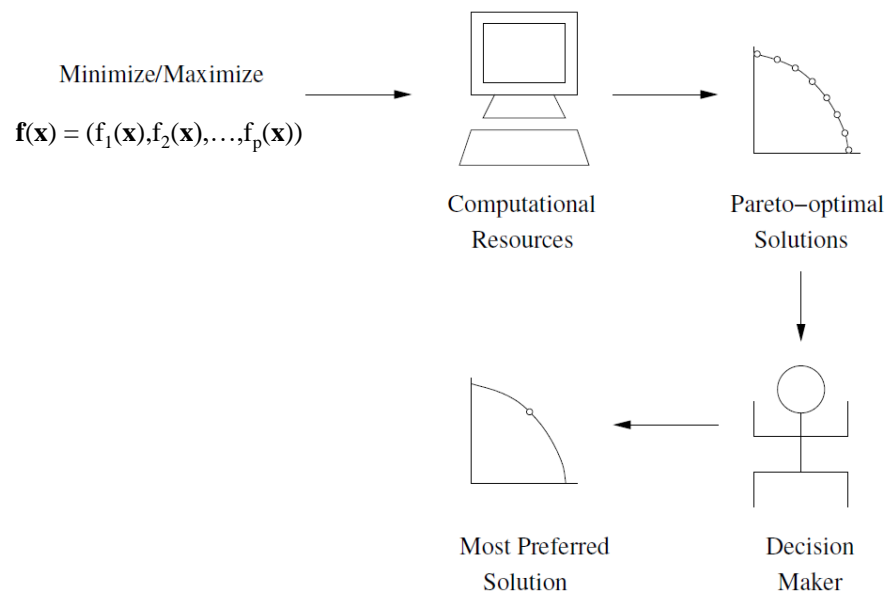 Minimize/Maximize
f(x) = (f₁(x),f₂(x),…,fₚ(x))
Computational
Resources
Pareto−optimal
Solutions
Most Preferred
Solution
Decision
Maker